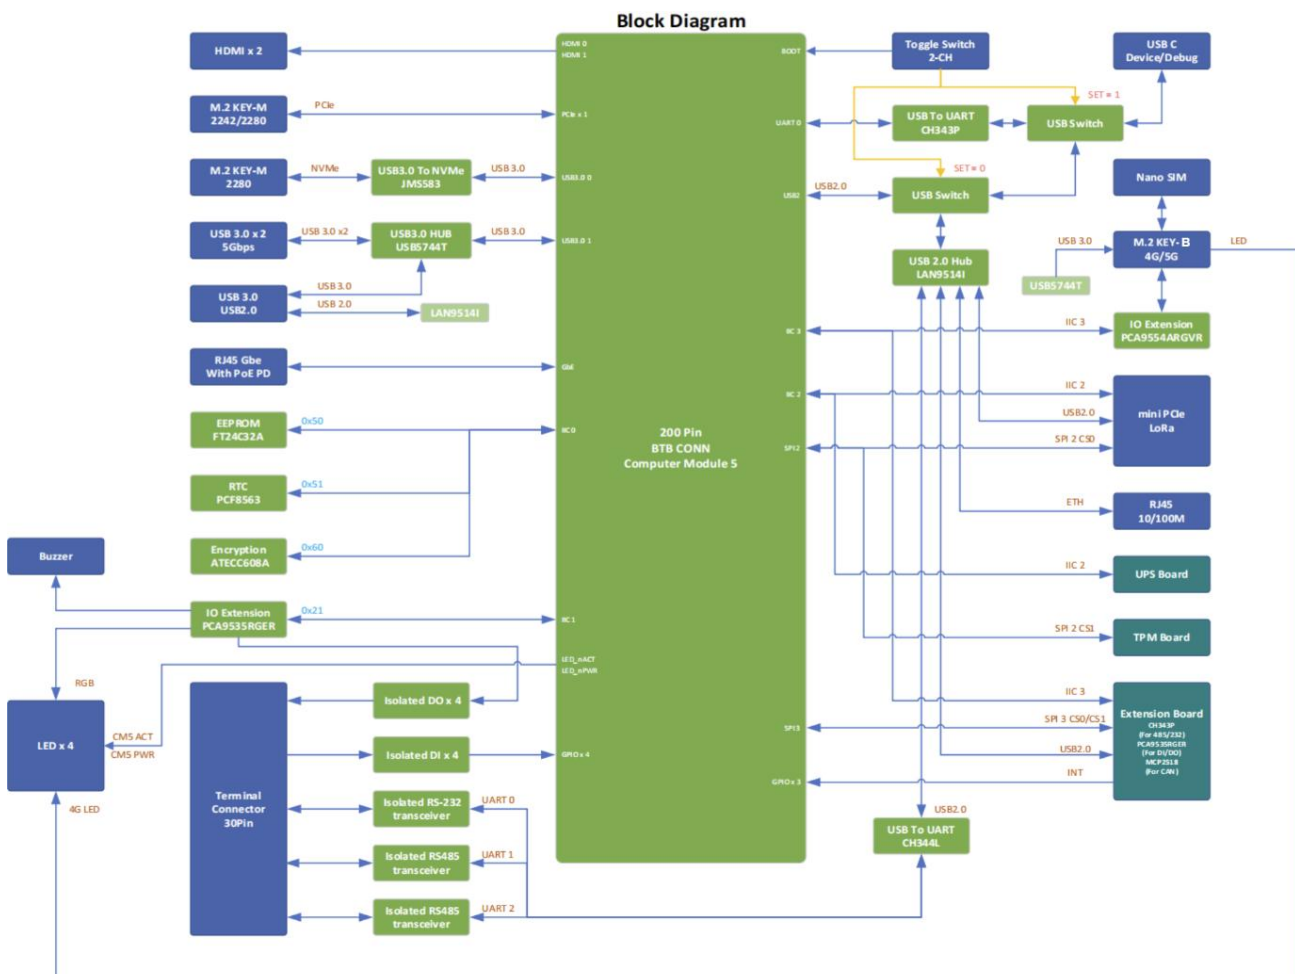 Block Diagram
HDMI x 2
HDMI 0
HDMI 1
BOOT
Toggle Switch
2-CH
USB C
Device/Debug
SET = 1
M.2 KEY-M
2242/2280
PCIe
PCIe x 1
UART 0
USB To UART
CH343P
USB Switch
M.2 KEY-M
2280
NVMe
USB3.0 To NVMe
JMS583
USB 3.0
USB3.0 0
USB2
USB2.0
SET = 0
USB Switch
Nano SIM
USB 3.0 x 2
5Gbps
USB 3.0 x2
USB3.0 HUB
USB5744T
USB 3.0
USB3.0 1
USB 2.0 Hub
LAN9514I
USB 3.0
M.2 KEY-B
4G/5G
LED
USB5744T
USB 3.0
USB2.0
USB 3.0
USB 2.0
LAN9514I
IIC 3
IIC 3
IO Extension
PCA9554ARGVR
RJ45 Gbe
With PoE PD
GbE
IIC 2
IIC 2
USB2.0
SPI 2 CS0
mini PCIe
LoRa
EEPROM
FT24C32A
0x50
IIC 0
200 Pin
BTB CONN
Computer Module 5
SPI 2
RTC
PCF8563
0x51
ETH
RJ45
10/100M
Encryption
ATECC608A
0x60
Buzzer
IIC 2
UPS Board
IO Extension
PCA9535RGER
0x21
IIC 1
SPI 2 CS1
TPM Board
LED_nACT
LED_nPWR
RGB
LED x 4
CM5 ACT
CM5 PWR
4G LED
Isolated DO x 4
Isolated DI x 4
GPIO x 4
Terminal
Connector
30Pin
Isolated RS-232
transceiver
UART 0
Isolated RS485
transceiver
UART 1
Isolated RS485
transceiver
UART 2
IIC 3
SPI 3 CS0/CS1
USB2.0
INT
GPIO x 3
Extension Board
CH343P
(For 485/232)
PCA9535RGER
(For DI/DO)
MCP2518
(For CAN)
USB2.0
USB To UART
CH344L